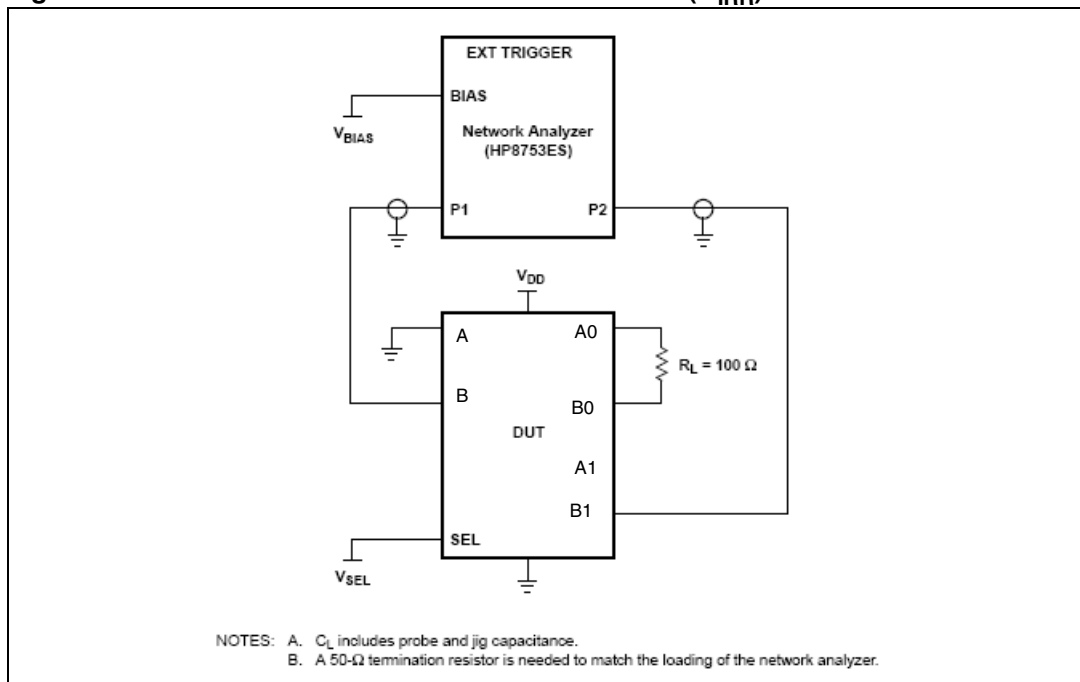 EXT TRIGGER
BIAS
VBIAS
Network Analyzer
(HP8753ES)
P1
P2
VDD
A
A0
RL = 100 Ω
B
B0
DUT
A1
B1
SEL
VSEL
NOTES: A. CL includes probe and jig capacitance.
B. A 50-Ω termination resistor is needed to match the loading of the network analyzer.